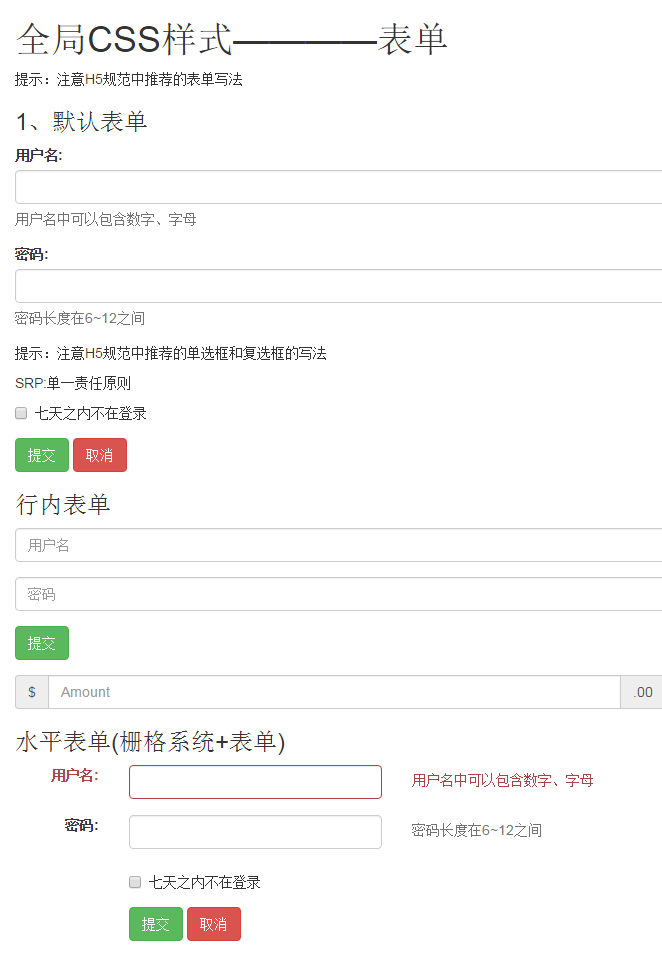 全局CSS样式————表单
提示：注意H5规范中推荐的表单写法
1、默认表单
用户名:
用户名中可以包含数字、字母
密码:
密码长度在6~12之间
提示：注意H5规范中推荐的单选框和复选框的写法
SRP:单一责任原则
七天之内不在登录
提交 取消
行内表单
用户名
密码
提交
$ Amount .00
水平表单(栅格系统+表单)
用户名: 用户名中可以包含数字、字母
密码: 密码长度在6~12之间
七天之内不在登录
提交 取消